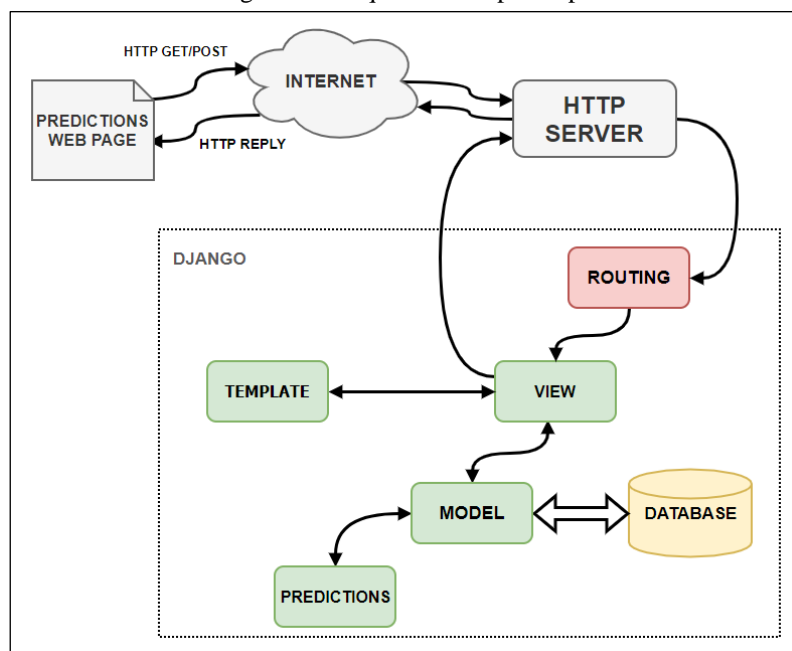 HTTP GET/POST
INTERNET
HTTP
SERVER
PREDICTIONS
WEB PAGE
HTTP REPLY
DJANGO
ROUTING
TEMPLATE
VIEW
MODEL
DATABASE
PREDICTIONS